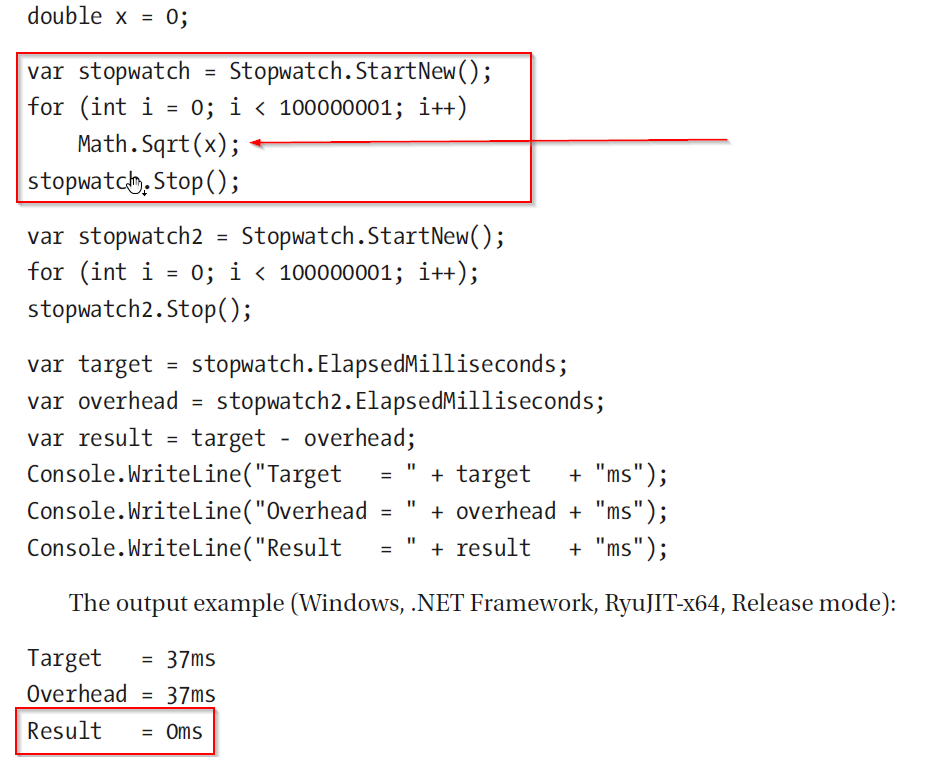 double x = 0;
var stopwatch = Stopwatch.StartNew();
for (int i = 0; i < 100000001; i++)
    Math.Sqrt(x);
stopwatch.Stop();
var stopwatch2 = Stopwatch.StartNew();
for (int i = 0; i < 100000001; i++);
stopwatch2.Stop();
var target = stopwatch.ElapsedMilliseconds;
var overhead = stopwatch2.ElapsedMilliseconds;
var result = target - overhead;
Console.WriteLine("Target   = " + target   + "ms");
Console.WriteLine("Overhead = " + overhead + "ms");
Console.WriteLine("Result   = " + result   + "ms");
The output example (Windows, .NET Framework, RyuJIT-x64, Release mode):
Target   = 37ms
Overhead = 37ms
Result   = 0ms